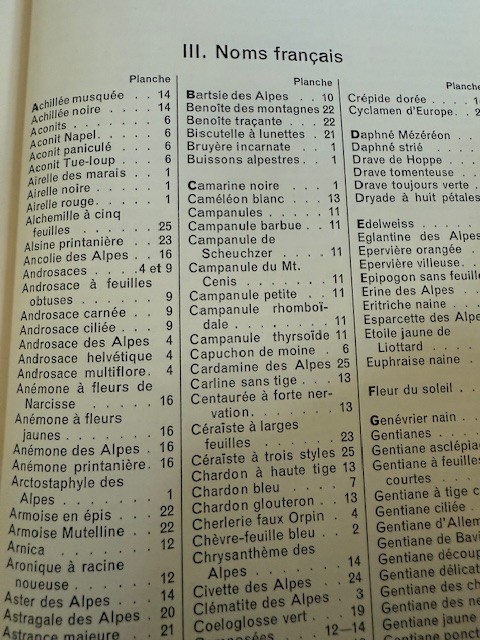 III. Noms français
Planche
Achillée musquée . . 14
Achillée noire . . . 14
Aconits . . . . . 6
Aconit Napel . . . . 6
Aconit paniculé . . 6
Aconit Tue-loup . . . 6
Airelle des marais . . 1
Airelle noire . . . . 1
Airelle rouge . . . . 1
Alchemille à cinq
feuilles . . . . . 25
Alsine printanière . . 23
Ancolie des Alpes . . 16
Androsaces . . . . 4 et 9
Androsace à feuilles
obtuses . . . . . 9
Androsace carnée . . 9
Androsace ciliée . . . 9
Androsace des Alpes 4
Androsace helvétique 4
Androsace multiflore . 4
Anémone à fleurs de
Narcisse . . . . . 16
Anémone à fleurs
jaunes . . . . . . 16
Anémone des Alpes . 16
Anémone printanière . 16
Arctostaphyle des
Alpes . . . . . . 1
Armoise en épis . . . 22
Armoise Mutelline . . 22
Arnica . . . . . . 12
Aronique à racine
noueuse . . . . . 12
Aster des Alpes . . . 14
Astragale des Alpes . 20
Astrance majeure . . 21
Planche
Bartsie des Alpes . . 10
Benoîte des montagnes 22
Benoîte traçante . . . 22
Biscutelle à lunettes . 21
Bruyère incarnate . . 1
Buissons alpestres . . 1
Camarine noire . . . 1
Caméléon blanc . . . 13
Campanules . . . . 11
Campanule barbue . . 11
Campanule de
Scheuchzer . . . . 11
Campanule du Mt.
Cenis . . . . . . 11
Campanule petite . . 11
Campanule rhomboï-
dale . . . . . . . 11
Campanule thyrsoïde 11
Capuchon de moine . 6
Cardamine des Alpes 25
Carline sans tige . . . 13
Centaurée à forte ner-
vation . . . . . . 13
Céraïste à larges
feuilles . . . . . 23
Céraïste à trois styles 25
Chardon à haute tige 13
Chardon bleu . . . . 7
Chardon glouteron . . 13
Cherlerie faux Orpin . 4
Chèvre-feuille bleu . . 2
Chrysanthème des
Alpes . . . . . . 14
Civette des Alpes . . 24
Clématite des Alpes . 3
Coeloglosse vert . . . 19
Composées . . . 12–14
Planche
Crépide dorée . . .
Cyclamen d'Europe . .
Daphné Mézéréon . .
Daphné strié . . .
Drave de Hoppe . .
Drave tomenteuse . .
Drave toujours verte .
Dryade à huit pétales
Edelweiss . . . .
Eglantine des Alpes
Epervière orangée . .
Epervière villeuse . .
Epipogon sans feuille
Erine des Alpes . .
Eritriche naine . . .
Esparcette des Alpes
Etoile jaune de
Liottard . . . .
Euphraise naine . .
Fleur du soleil . . .
Genévrier nain . . .
Gentianes . . . .
Gentiane
Gentiane à feuilles
courtes . . . .
Gentiane à tige
Gentiane ciliée . .
Gentiane
Gentiane de
Gentiane
Gentiane
Gentiane des
Gentiane des
Gentiane jaune